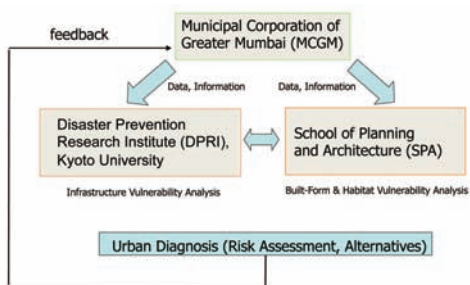 feedback
Municipal Corporation of
Greater Mumbai (MCGM)
Data, Information
Data, Information
Disaster Prevention
Research Institute (DPRI),
Kyoto University
School of Planning
and Architecture (SPA)
Infrastructure Vulnerability Analysis
Built-Form & Habitat Vulnerability Analysis
Urban Diagnosis (Risk Assessment, Alternatives)